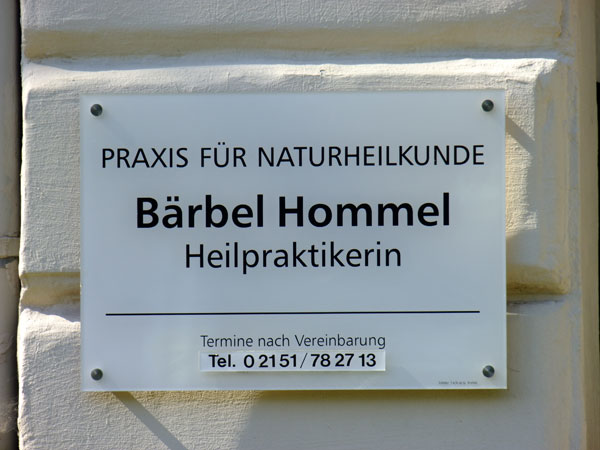 PRAXIS FÜR NATURHEILKUNDE
Bärbel Hommel
Heilpraktikerin
Termine nach Vereinbarung
Tel. 0 21 51 / 78 27 13